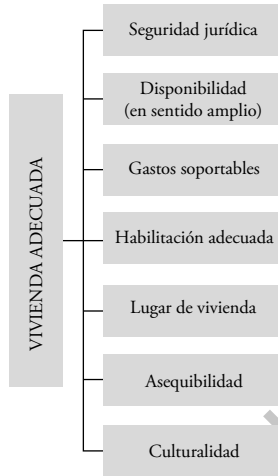 VIVIENDA ADECUADA
Seguridad jurídica
Disponibilidad
(en sentido amplio)
Gastos soportables
Habilitación adecuada
Lugar de vivienda
Asequibilidad
Culturalidad